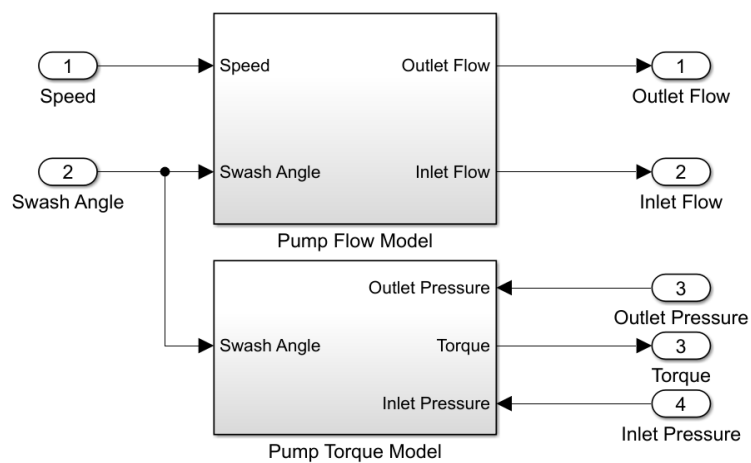 1
Speed
2
Swash Angle
Speed
Swash Angle
Outlet Flow
Inlet Flow
Pump Flow Model
1
Outlet Flow
2
Inlet Flow
Swash Angle
Outlet Pressure
Torque
Inlet Pressure
Pump Torque Model
3
Outlet Pressure
3
Torque
4
Inlet Pressure